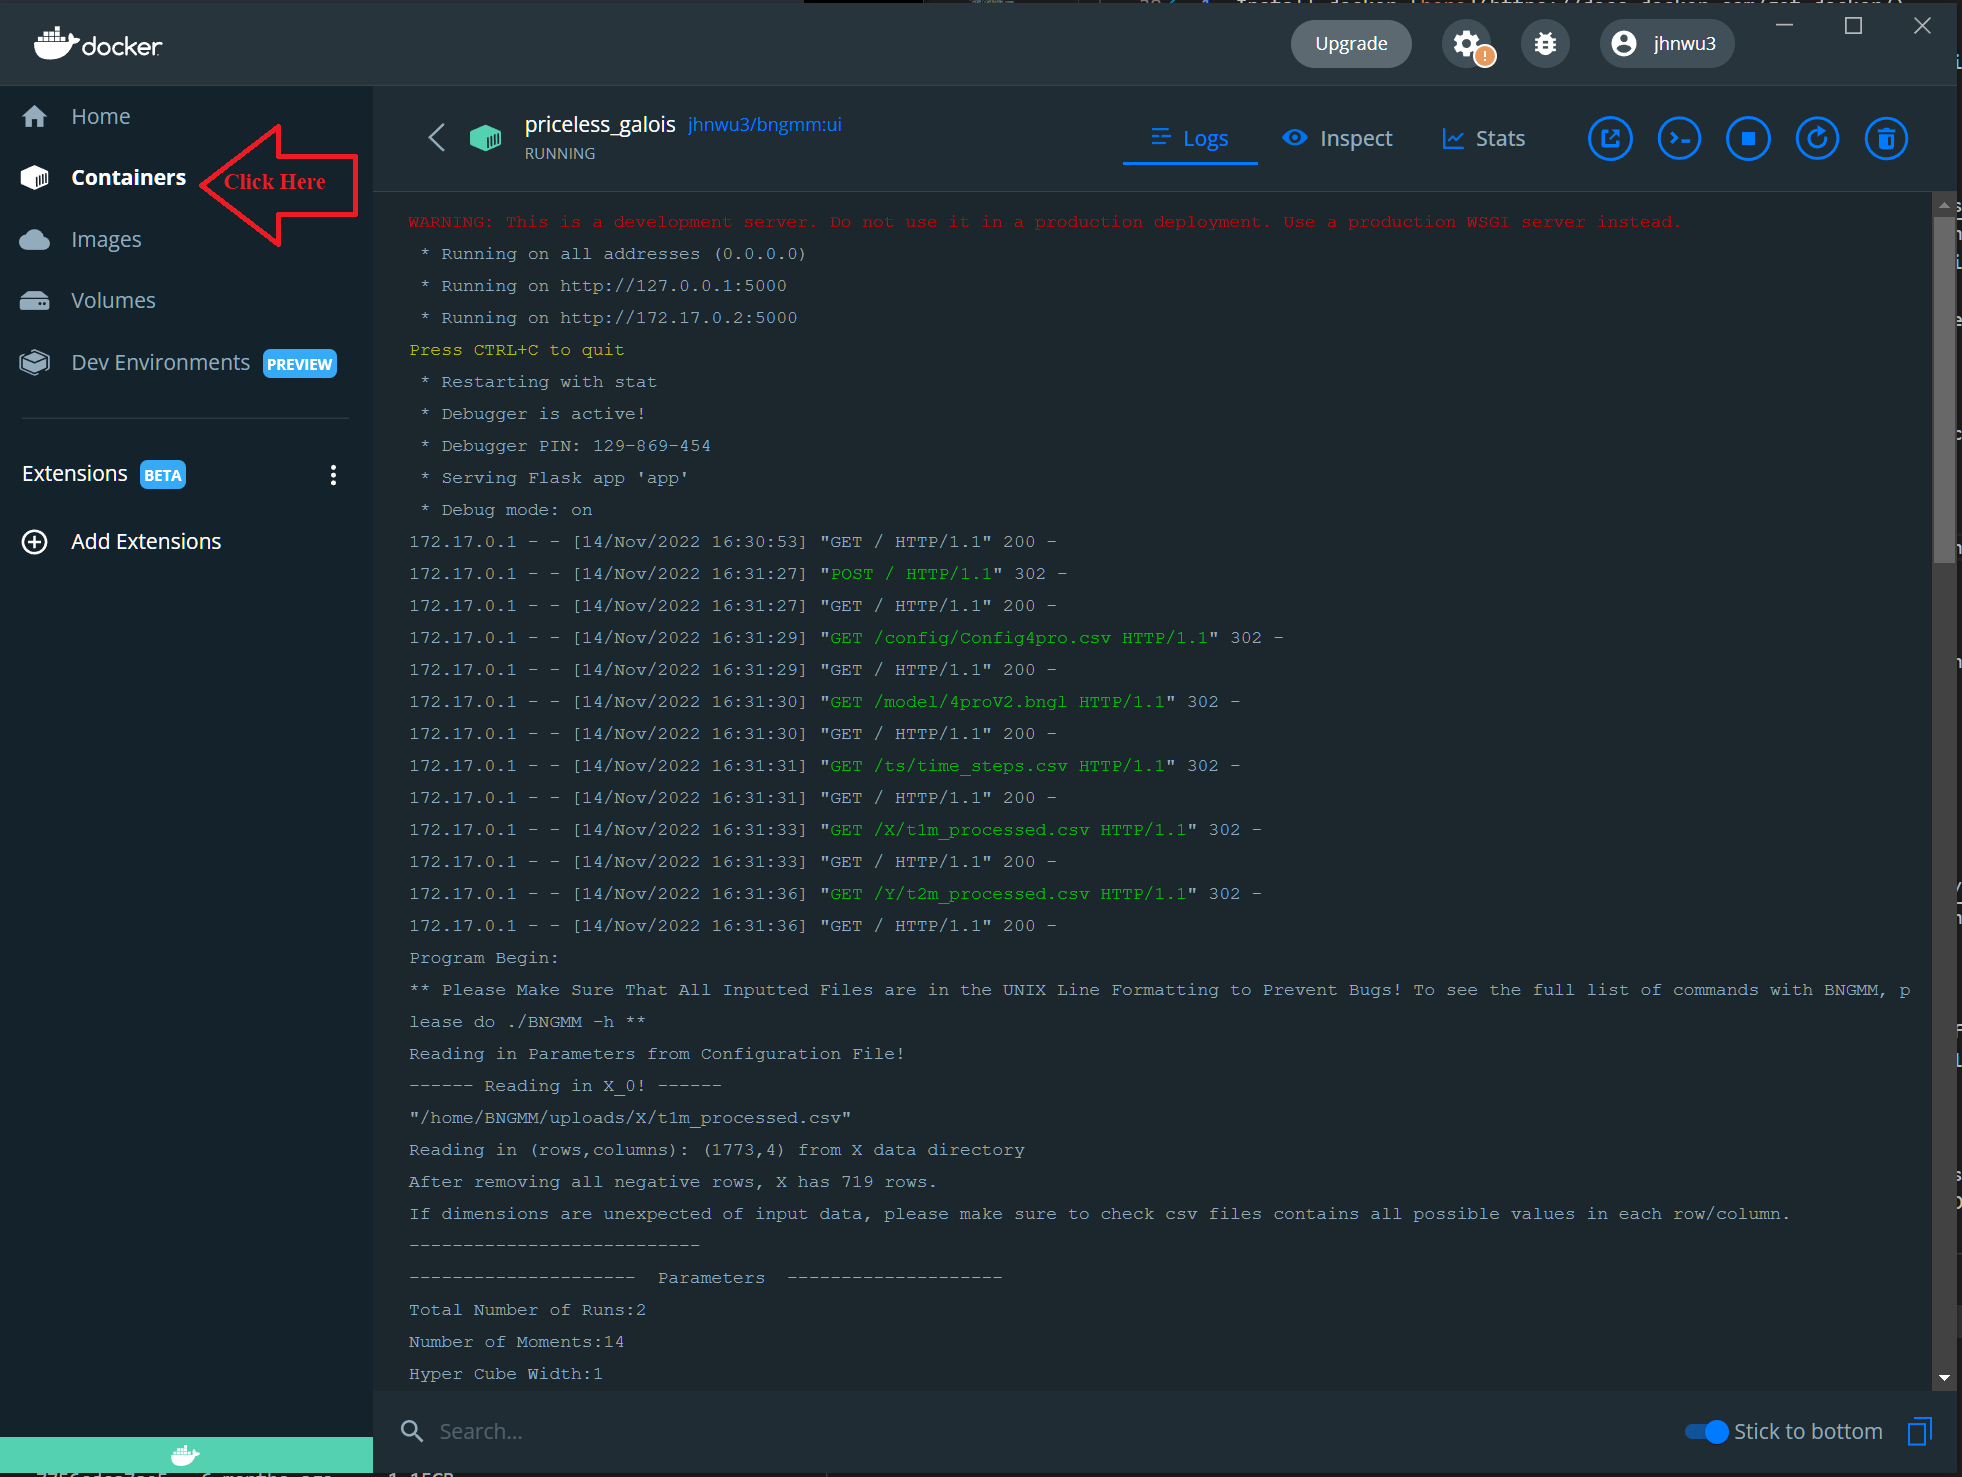 docker
Upgrade
jhnwu3
Home
Containers
Click Here
Images
Volumes
Dev Environments PREVIEW
Extensions BETA
Add Extensions
priceless_galois jhnwu3/bngmm:ui
RUNNING
Logs
Inspect
Stats
WARNING: This is a development server. Do not use it in a production deployment. Use a production WSGI server instead.
* Running on all addresses (0.0.0.0)
* Running on http://127.0.0.1:5000
* Running on http://172.17.0.2:5000
Press CTRL+C to quit
* Restarting with stat
* Debugger is active!
* Debugger PIN: 129-869-454
* Serving Flask app 'app'
* Debug mode: on
172.17.0.1 - - [14/Nov/2022 16:30:53] "GET / HTTP/1.1" 200 -
172.17.0.1 - - [14/Nov/2022 16:31:27] "POST / HTTP/1.1" 302 -
172.17.0.1 - - [14/Nov/2022 16:31:27] "GET / HTTP/1.1" 200 -
172.17.0.1 - - [14/Nov/2022 16:31:29] "GET /config/Config4pro.csv HTTP/1.1" 302 -
172.17.0.1 - - [14/Nov/2022 16:31:29] "GET / HTTP/1.1" 200 -
172.17.0.1 - - [14/Nov/2022 16:31:30] "GET /model/4proV2.bngl HTTP/1.1" 302 -
172.17.0.1 - - [14/Nov/2022 16:31:30] "GET / HTTP/1.1" 200 -
172.17.0.1 - - [14/Nov/2022 16:31:31] "GET /ts/time_steps.csv HTTP/1.1" 302 -
172.17.0.1 - - [14/Nov/2022 16:31:31] "GET / HTTP/1.1" 200 -
172.17.0.1 - - [14/Nov/2022 16:31:33] "GET /X/t1m_processed.csv HTTP/1.1" 302 -
172.17.0.1 - - [14/Nov/2022 16:31:33] "GET / HTTP/1.1" 200 -
172.17.0.1 - - [14/Nov/2022 16:31:36] "GET /Y/t2m_processed.csv HTTP/1.1" 302 -
172.17.0.1 - - [14/Nov/2022 16:31:36] "GET / HTTP/1.1" 200 -
Program Begin:
** Please Make Sure That All Inputted Files are in the UNIX Line Formatting to Prevent Bugs! To see the full list of commands with BNGMM, p
lease do ./BNGMM -h **
Reading in Parameters from Configuration File!
------ Reading in X_0! ------
"/home/BNGMM/uploads/X/t1m_processed.csv"
Reading in (rows,columns): (1773,4) from X data directory
After removing all negative rows, X has 719 rows.
If dimensions are unexpected of input data, please make sure to check csv files contains all possible values in each row/column.
---------------------------
--------------------- Parameters --------------------
Total Number of Runs:2
Number of Moments:14
Hyper Cube Width:1
Search...
Stick to bottom